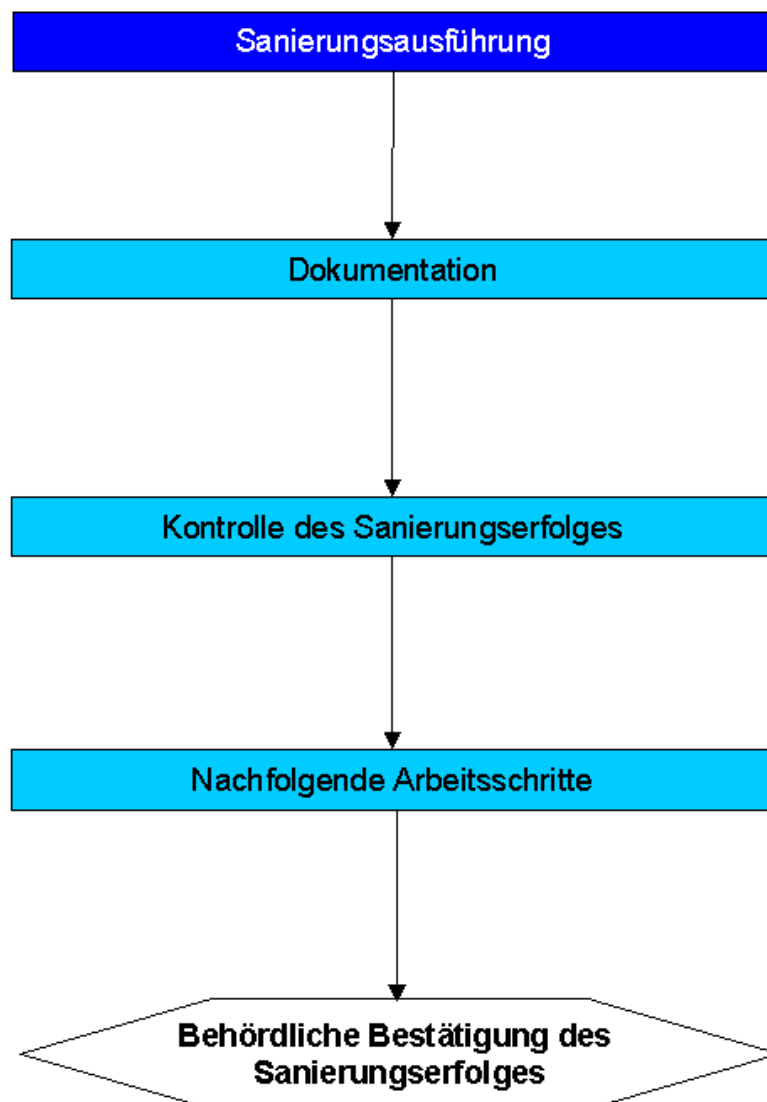 Sanierungsausführung
Dokumentation
Kontrolle des Sanierungserfolges
Nachfolgende Arbeitsschritte
Behördliche Bestätigung des
Sanierungserfolges